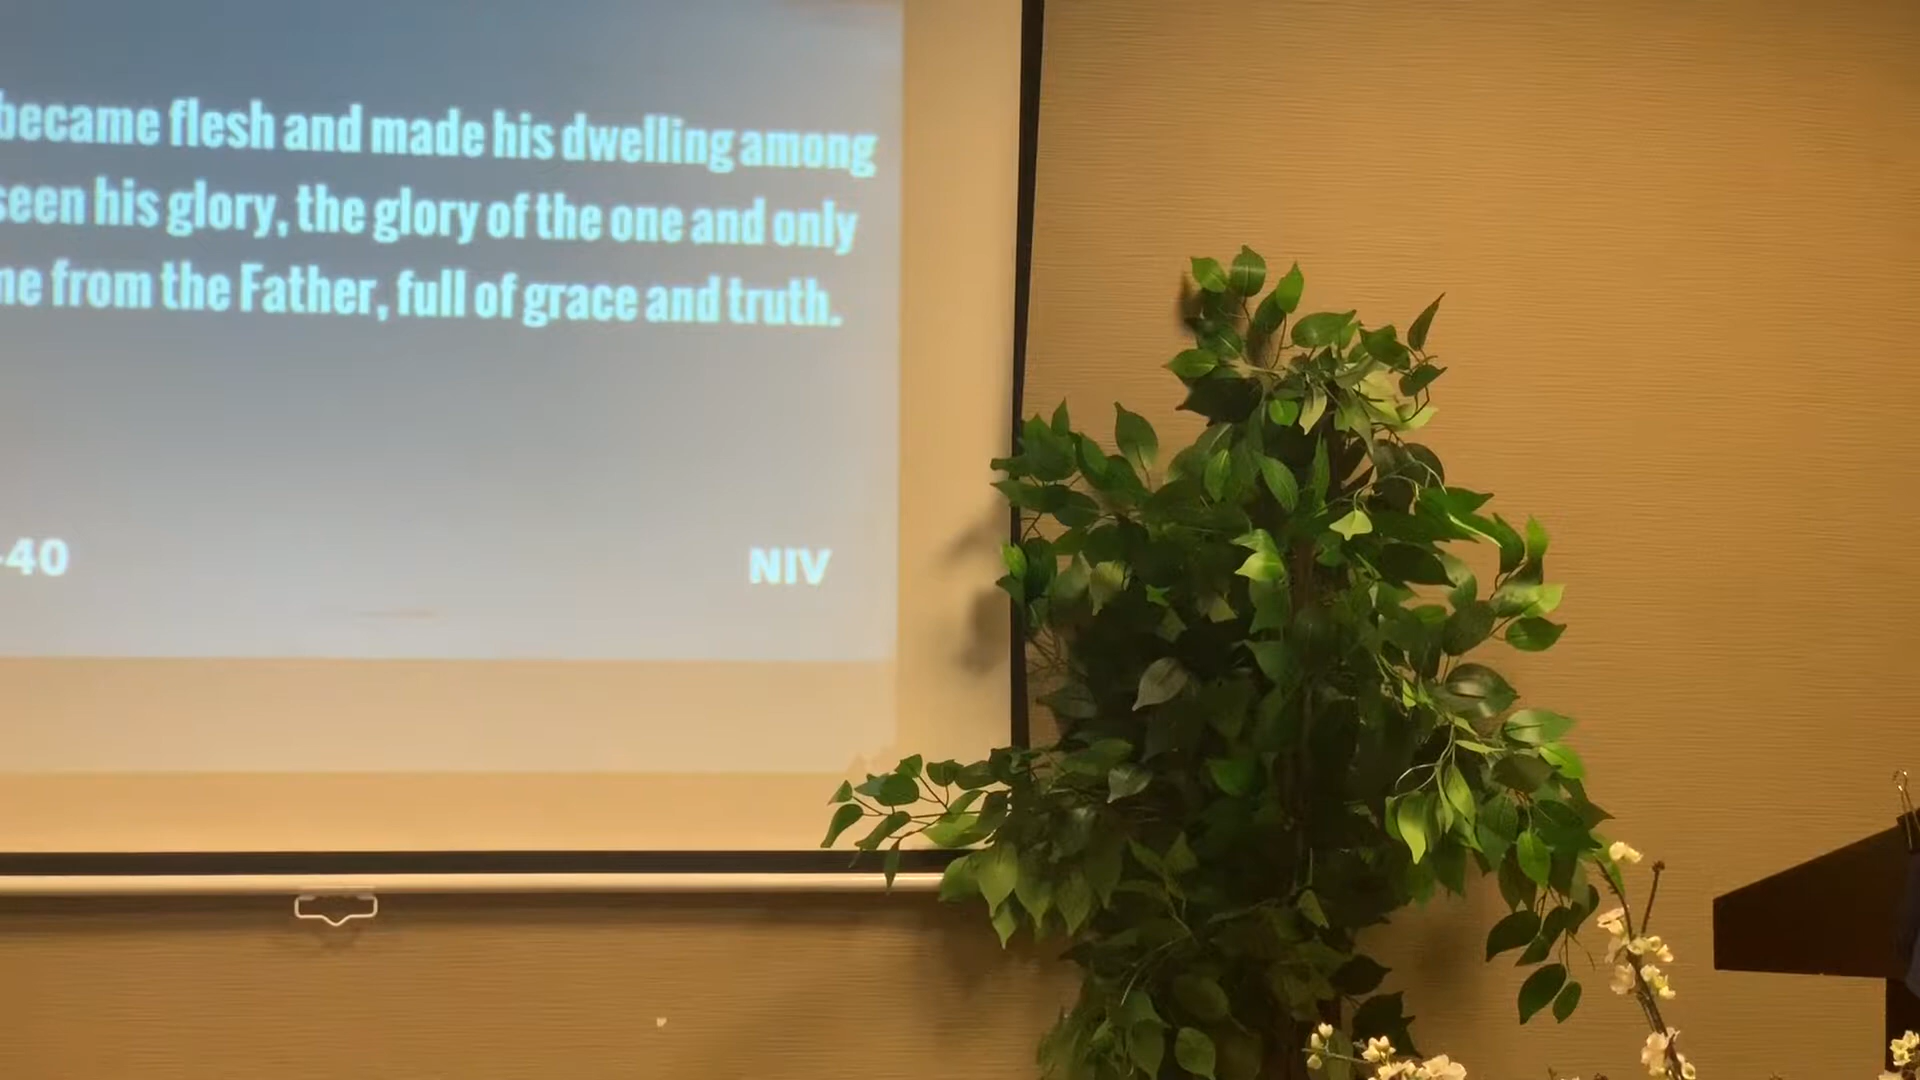 became flesh and made his dwelling among
seen his glory, the glory of the one and only
from the Father, full of grace and truth.
-40 NIV